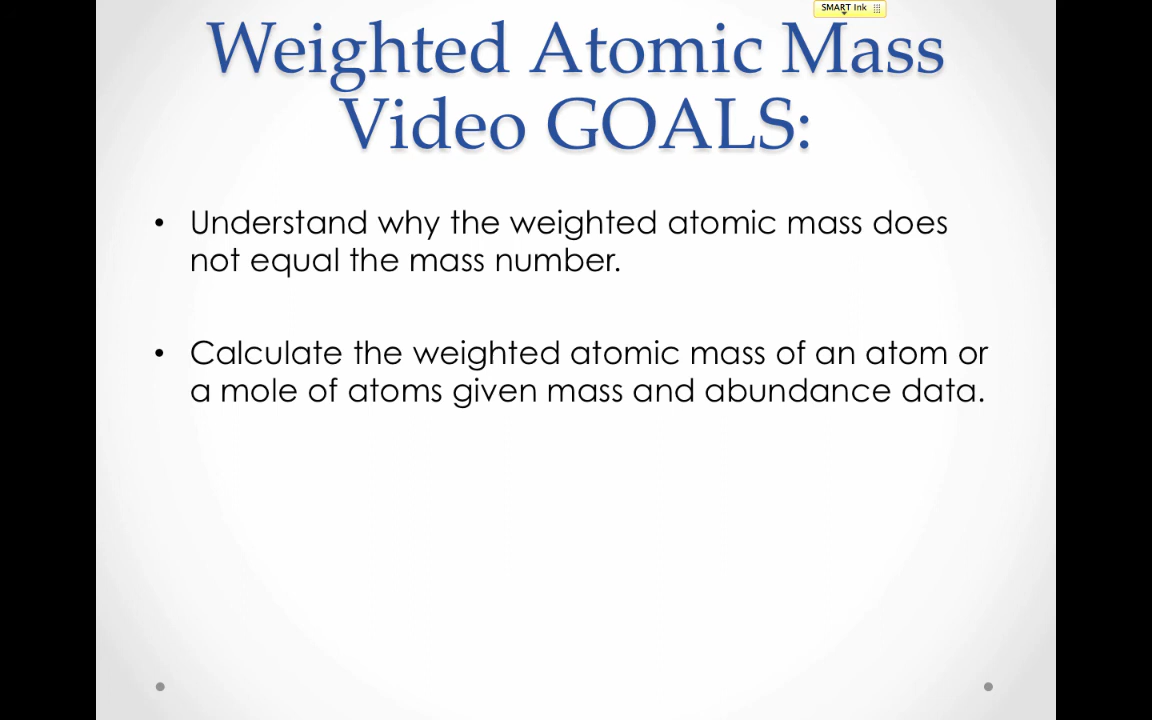 SMART Ink
Weighted Atomic Mass
Video GOALS:
• Understand why the weighted atomic mass does
not equal the mass number.
• Calculate the weighted atomic mass of an atom or
a mole of atoms given mass and abundance data.